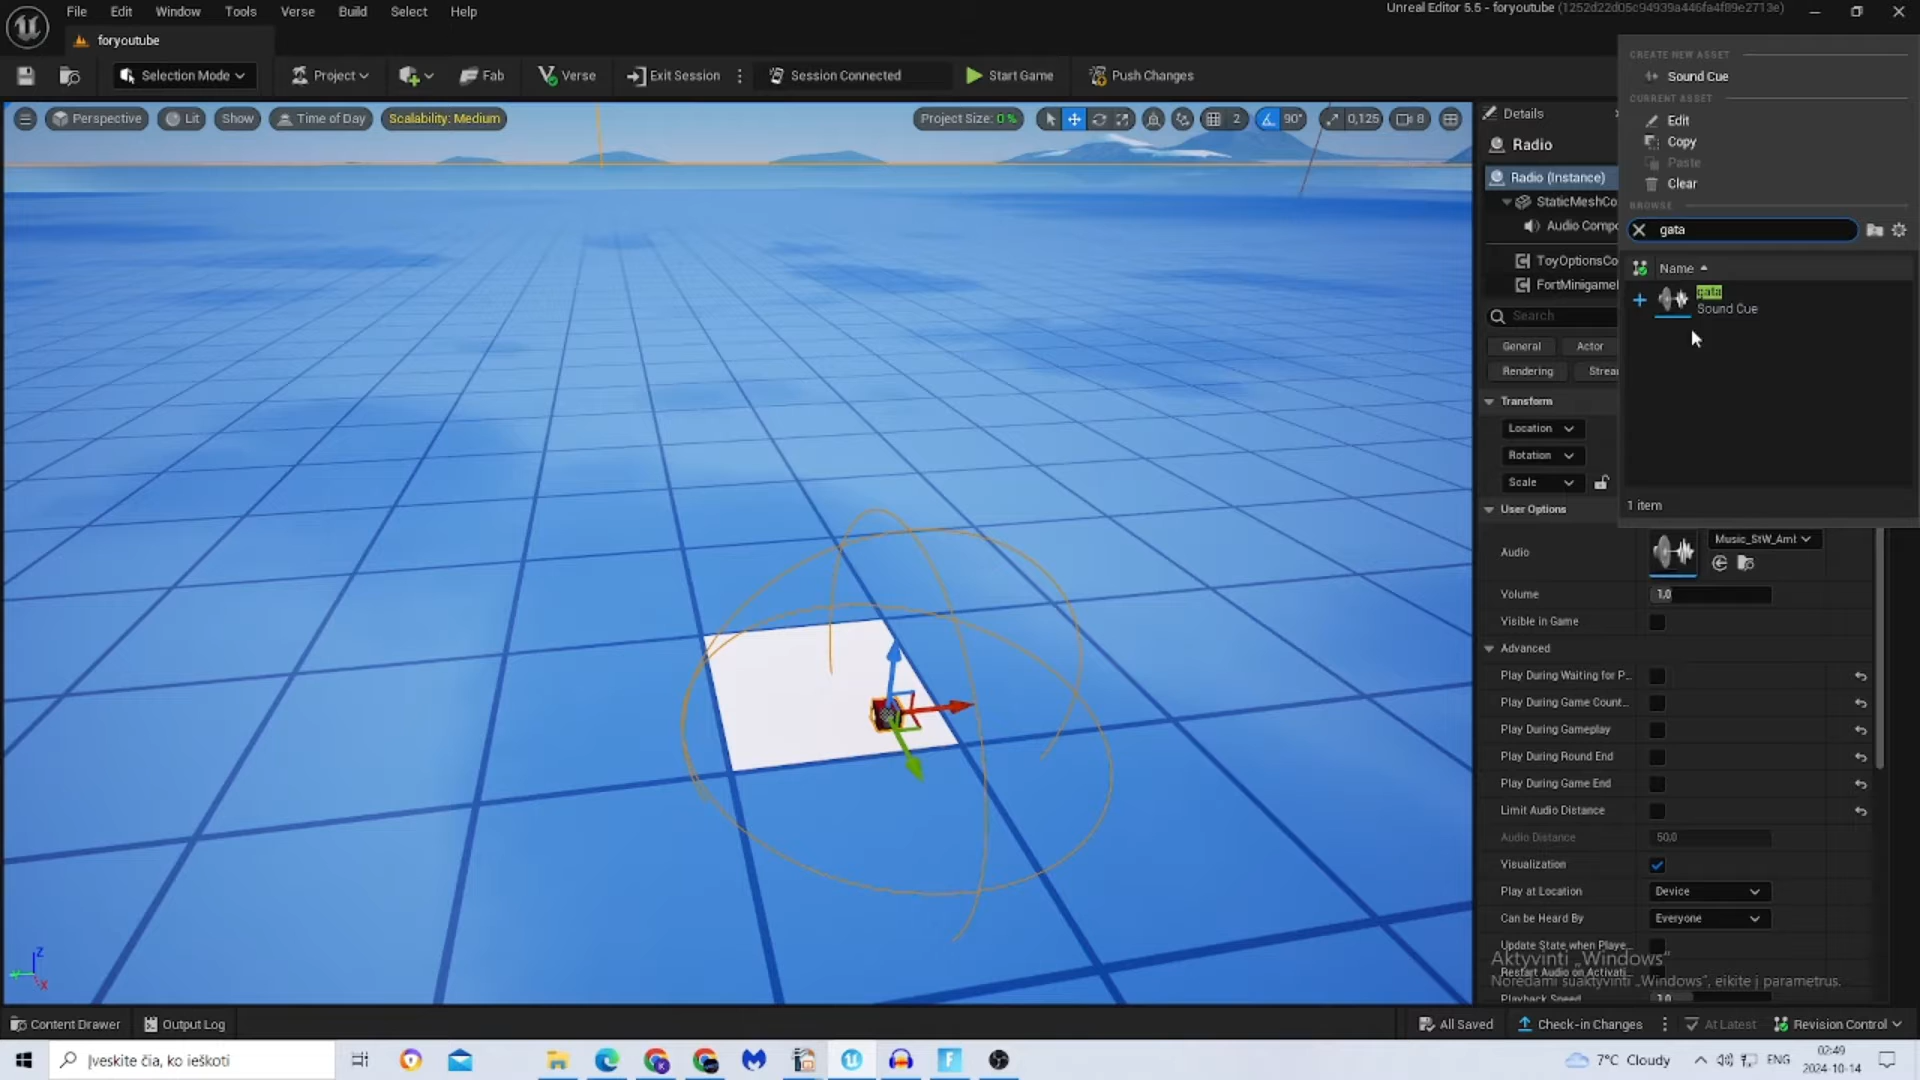 File Edit Window Tools Verse Build Select Help
Unreal Editor 5.5 - foryoutube (1252d22d05c94939a446fa4f89e2713e)
foryoutube
Selection Mode Project Fab Verse Exit Session Session Connected Start Game Push Changes
Perspective Lit Show Time of Day Scalability: Medium Project Size: 0 % 2 90° 0,125 8
CREATE NEW ASSET
Sound Cue
CURRENT ASSET
Edit
Copy
Paste
Clear
BROWSE
gata
Name
gata
Sound Cue
1 item
Details
Radio
Radio (Instance)
StaticMeshCo
Audio Compo
ToyOptionsCo
FortMinigame
Search
General Actor
Rendering Strea
Transform
Location
Rotation
Scale
User Options
Audio Music_StW_Am
Volume 1,0
Visible in Game
Advanced
Play During Waiting for P...
Play During Game Count...
Play During Gameplay
Play During Round End
Play During Game End
Limit Audio Distance
Audio Distance 50,0
Visualization
Play at Location Device
Can be Heard By Everyone
Update State when Playe...
Restart Audio on Activati
Playback Speed 1,0
Aktyvinti „Windows"
Norėdami suaktyvinti „Windows", eikite į parametrus.
Content Drawer Output Log All Saved Check-in Changes At Latest Revision Control
Įveskite čia, ko ieškoti
7°C Cloudy ENG 02:49
2024-10-14
Z
X